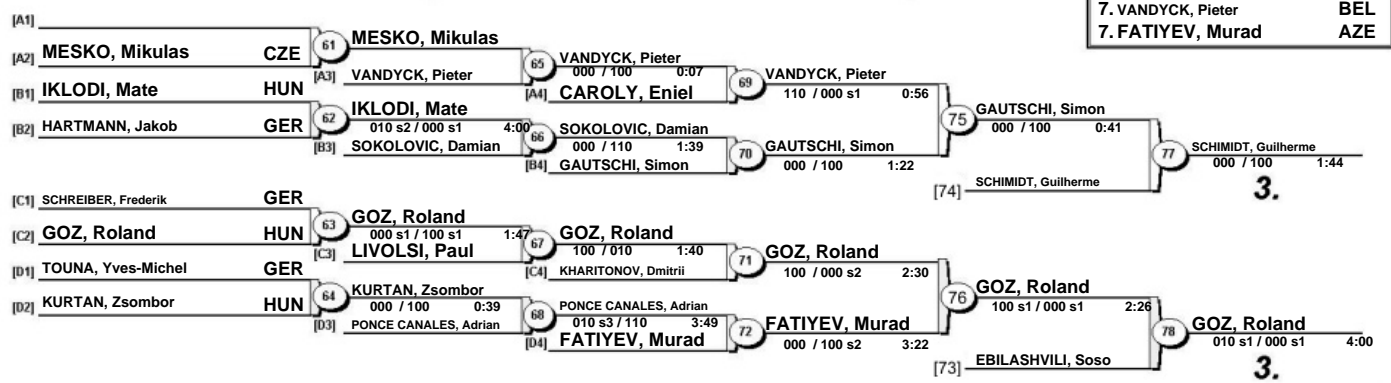 7. VANDYCK, Pieter BEL
7. FATIYEV, Murad AZE
[A1]
[A2] MESKO, Mikulas CZE
61
MESKO, Mikulas
[A3] VANDYCK, Pieter
65
VANDYCK, Pieter
000 / 100 0:07
[A4] CAROLY, Eniel
69
VANDYCK, Pieter
110 / 000 s1 0:56
[B1] IKLODI, Mate HUN
[B2] HARTMANN, Jakob GER
62
IKLODI, Mate
010 s2 / 000 s1 4:00
[B3] SOKOLOVIC, Damian
66
SOKOLOVIC, Damian
000 / 110 1:39
[B4] GAUTSCHI, Simon
70
GAUTSCHI, Simon
000 / 100 1:22
75
GAUTSCHI, Simon
000 / 100 0:41
[74] SCHIMIDT, Guilherme
77
SCHIMIDT, Guilherme
000 / 100 1:44
3.
[C1] SCHREIBER, Frederik GER
[C2] GOZ, Roland HUN
63
GOZ, Roland
000 s1 / 100 s1 1:47
[C3] LIVOLSI, Paul
67
GOZ, Roland
100 / 010 1:40
[C4] KHARITONOV, Dmitrii
71
GOZ, Roland
100 / 000 s2 2:30
[D1] TOUNA, Yves-Michel GER
[D2] KURTAN, Zsombor HUN
64
KURTAN, Zsombor
000 / 100 0:39
[D3] PONCE CANALES, Adrian
68
PONCE CANALES, Adrian
010 s3 / 110 3:49
[D4] FATIYEV, Murad
72
FATIYEV, Murad
000 / 100 s2 3:22
76
GOZ, Roland
100 s1 / 000 s1 2:26
[73] EBILASHVILI, Soso
78
GOZ, Roland
010 s1 / 000 s1 4:00
3.